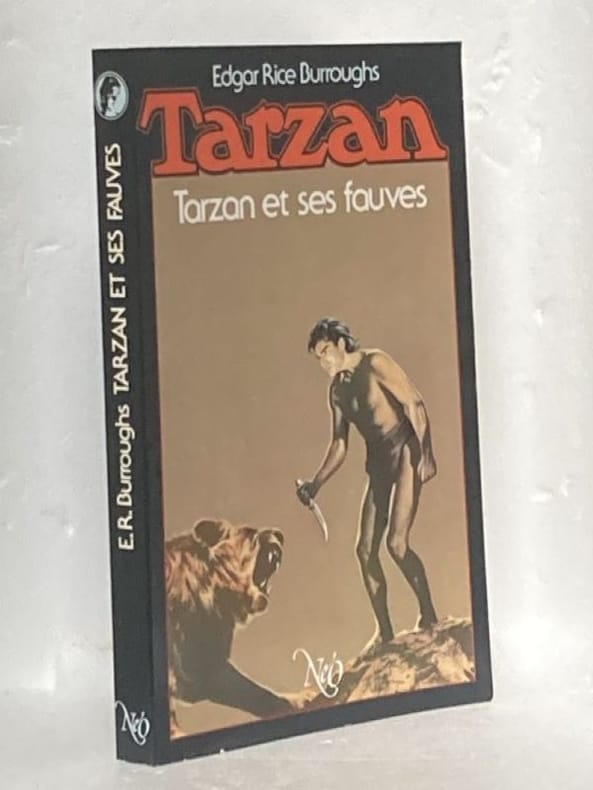 Edgar Rice Burroughs
Tarzan
Tarzan et ses fauves
Néo
E.R. Burroughs TARZAN ET SES FAUVES
Néo